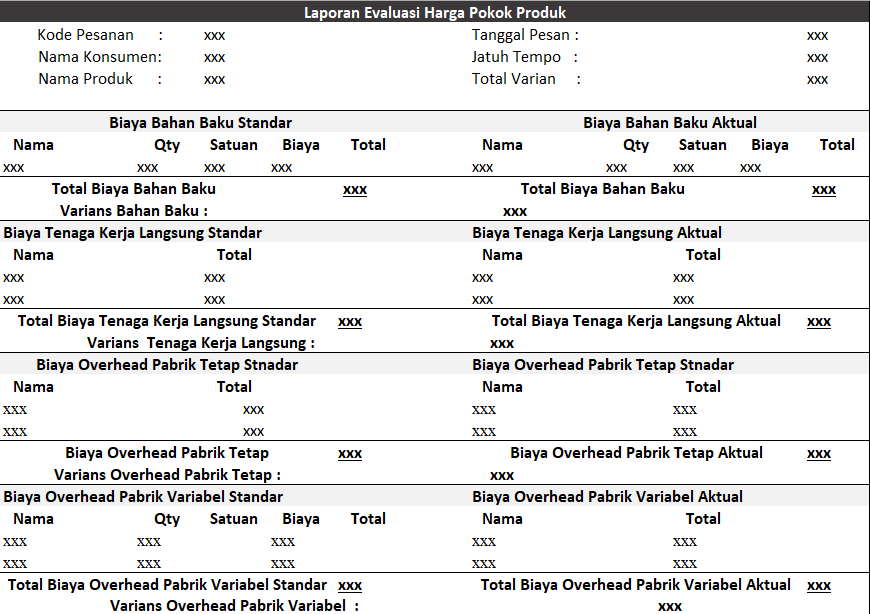 Laporan Evaluasi Harga Pokok Produk
Kode Pesanan : xxx Tanggal Pesan : xxx
Nama Konsumen: xxx Jatuh Tempo : xxx
Nama Produk : xxx Total Varian : xxx
Biaya Bahan Baku Standar Biaya Bahan Baku Aktual
Nama Qty Satuan Biaya Total Nama Qty Satuan Biaya Total
xxx xxx xxx xxx xxx xxx xxx xxx
Total Biaya Bahan Baku xxx Total Biaya Bahan Baku xxx
Varians Bahan Baku : xxx
Biaya Tenaga Kerja Langsung Standar Biaya Tenaga Kerja Langsung Aktual
Nama Total Nama Total
xxx xxx xxx xxx
xxx xxx xxx xxx
Total Biaya Tenaga Kerja Langsung Standar xxx Total Biaya Tenaga Kerja Langsung Aktual xxx
Varians Tenaga Kerja Langsung : xxx
Biaya Overhead Pabrik Tetap Stnadar Biaya Overhead Pabrik Tetap Stnadar
Nama Total Nama Total
xxx xxx xxx xxx
xxx xxx xxx xxx
Biaya Overhead Pabrik Tetap xxx Biaya Overhead Pabrik Tetap Aktual xxx
Varians Overhead Pabrik Tetap : xxx
Biaya Overhead Pabrik Variabel Standar Biaya Overhead Pabrik Variabel Aktual
Nama Qty Satuan Biaya Total Nama Total
xxx xxx xxx xxx xxx
xxx xxx xxx xxx xxx
Total Biaya Overhead Pabrik Variabel Standar xxx Total Biaya Overhead Pabrik Variabel Aktual xxx
Varians Overhead Pabrik Variabel : xxx